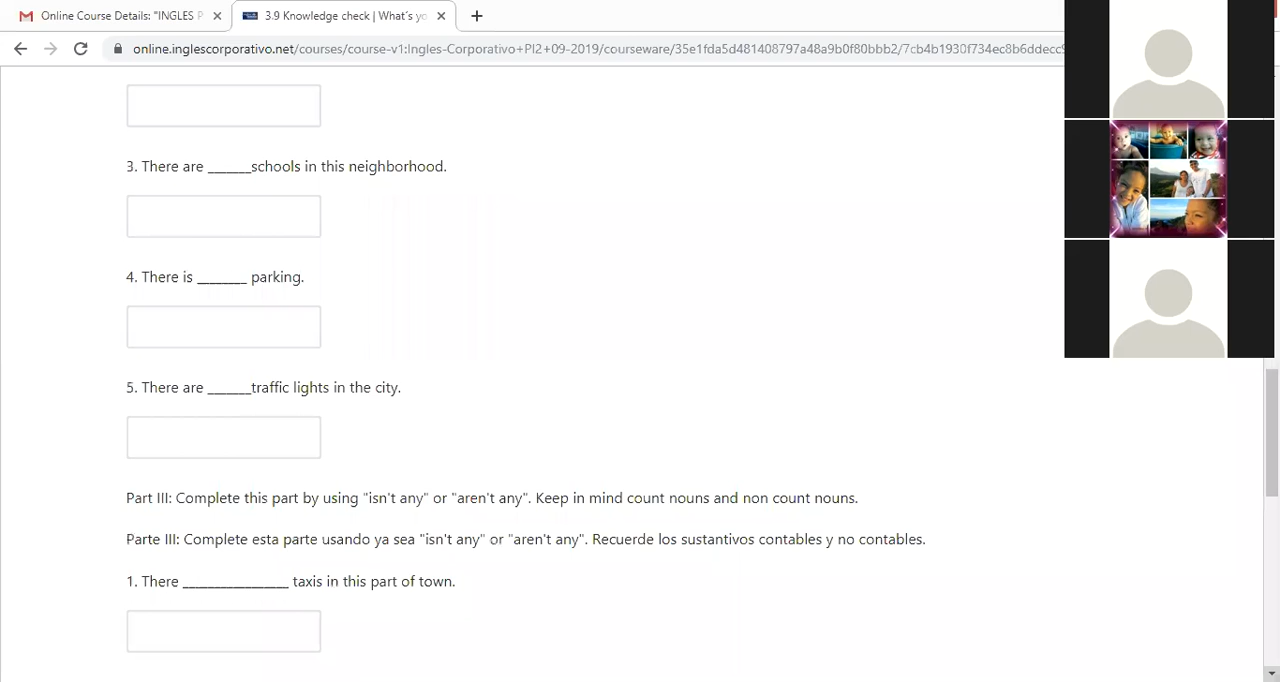 Online Course Details: "INGLES P
3.9 Knowledge check | What's yo
online.inglescorporativo.net/courses/course-v1:Ingles-Corporativo+PI2+09-2019/courseware/35e1fda5d481408797a48a9b0f80bbb2/7cb4b1930f734ec8b6ddecc9
3. There are ______schools in this neighborhood.
4. There is _______ parking.
5. There are ______traffic lights in the city.
Part III: Complete this part by using "isn't any" or "aren't any". Keep in mind count nouns and non count nouns.
Parte III: Complete esta parte usando ya sea "isn't any" or "aren't any". Recuerde los sustantivos contables y no contables.
1. There _______________ taxis in this part of town.